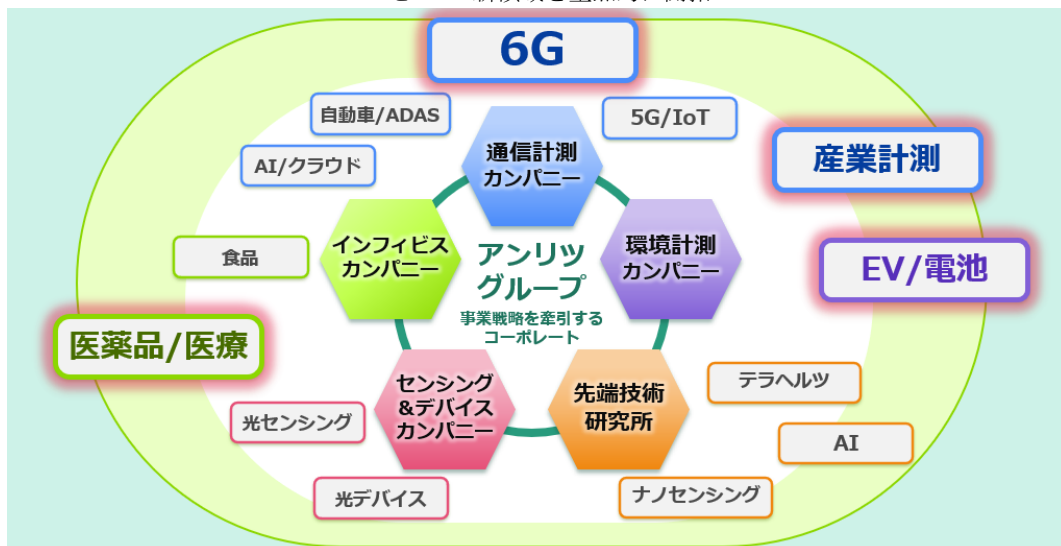 6G
自動車/ADAS
5G/IoT
AI/クラウド
通信計測
カンパニー
産業計測
食品
インフィビス
カンパニー
アンリツ
グループ
事業戦略を牽引する
コーポレート
環境計測
カンパニー
EV/電池
医薬品/医療
センシング
&デバイス
カンパニー
先端技術
研究所
テラヘルツ
光センシング
AI
光デバイス
ナノセンシング